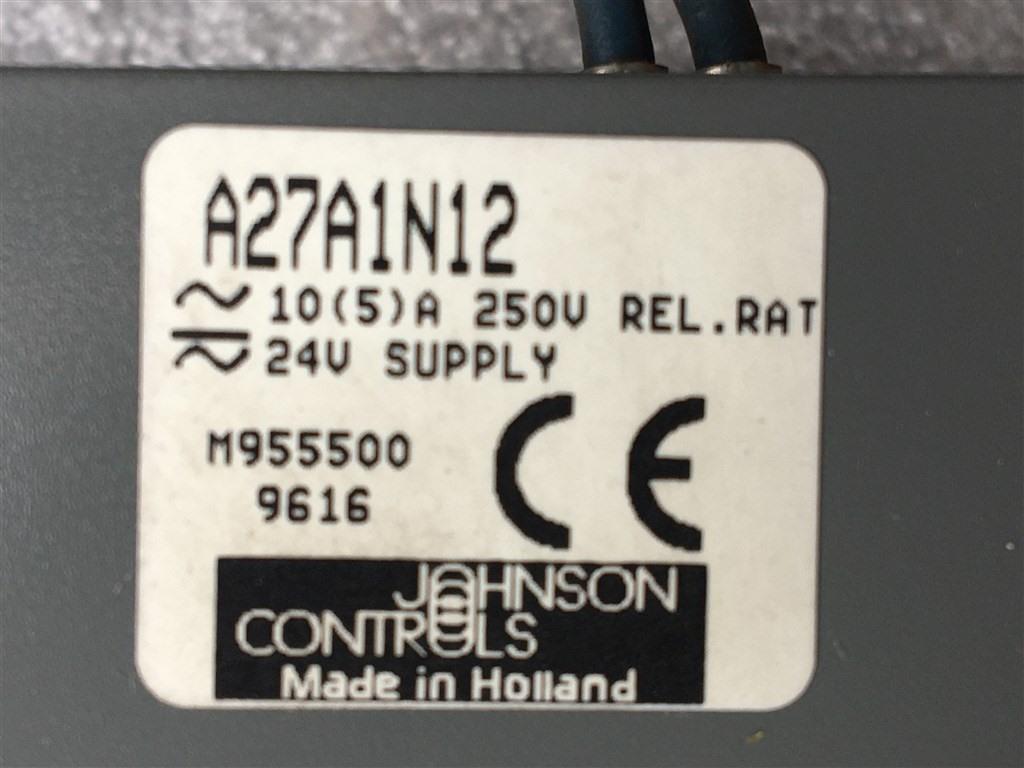 A27A1N12
10(5)A 250V REL.RAT
24V SUPPLY
M955500
9616
CE
JOHNSON
CONTROLS
Made in Holland